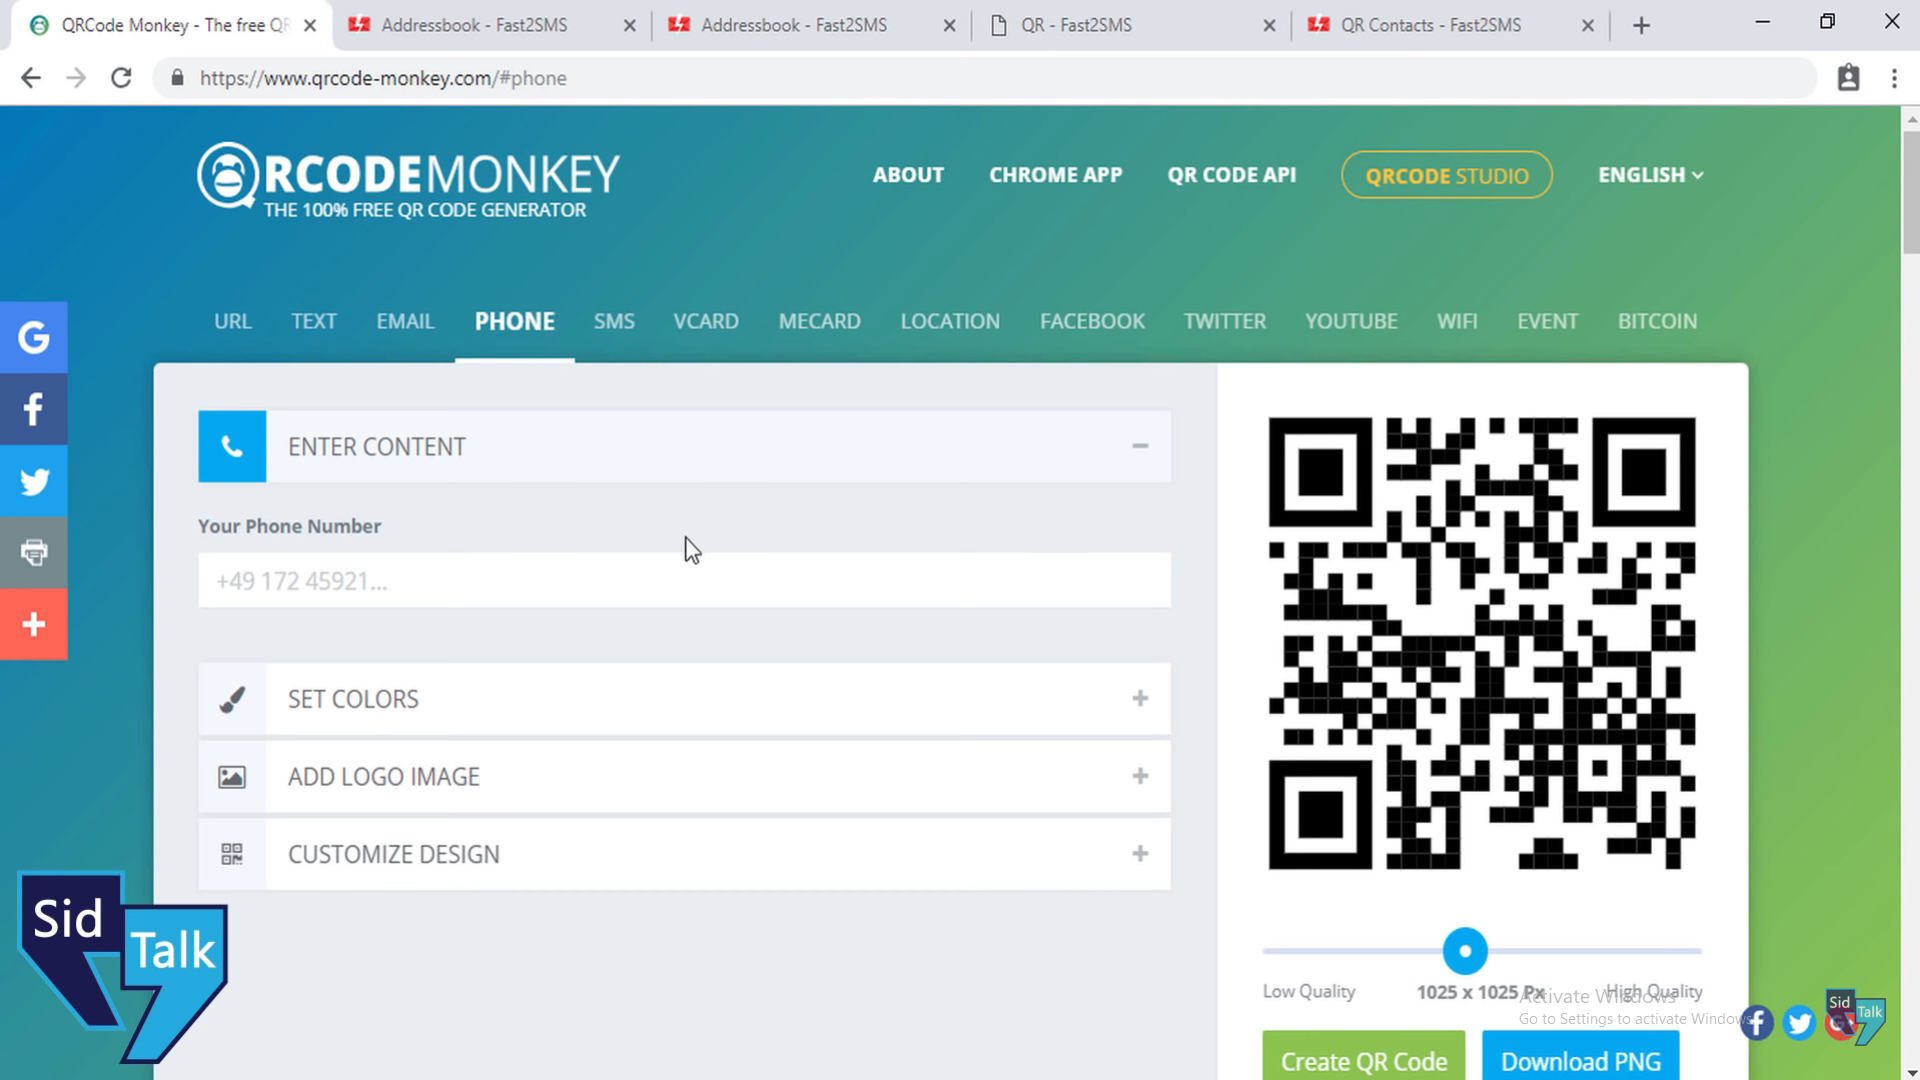 QRCode Monkey - The free QR
Addressbook - Fast2SMS
Addressbook - Fast2SMS
QR - Fast2SMS
QR Contacts - Fast2SMS
https://www.qrcode-monkey.com/#phone
QRCODEMONKEY
THE 100% FREE QR CODE GENERATOR
ABOUT
CHROME APP
QR CODE API
QRCODE STUDIO
ENGLISH
URL
TEXT
EMAIL
PHONE
SMS
VCARD
MECARD
LOCATION
FACEBOOK
TWITTER
YOUTUBE
WIFI
EVENT
BITCOIN
ENTER CONTENT
Your Phone Number
+49 172 45921...
SET COLORS
ADD LOGO IMAGE
CUSTOMIZE DESIGN
Low Quality
1025 x 1025 Px
High Quality
Activate Windows
Go to Settings to activate Windows
Create QR Code
Download PNG
Sid
Talk
Sid
Talk